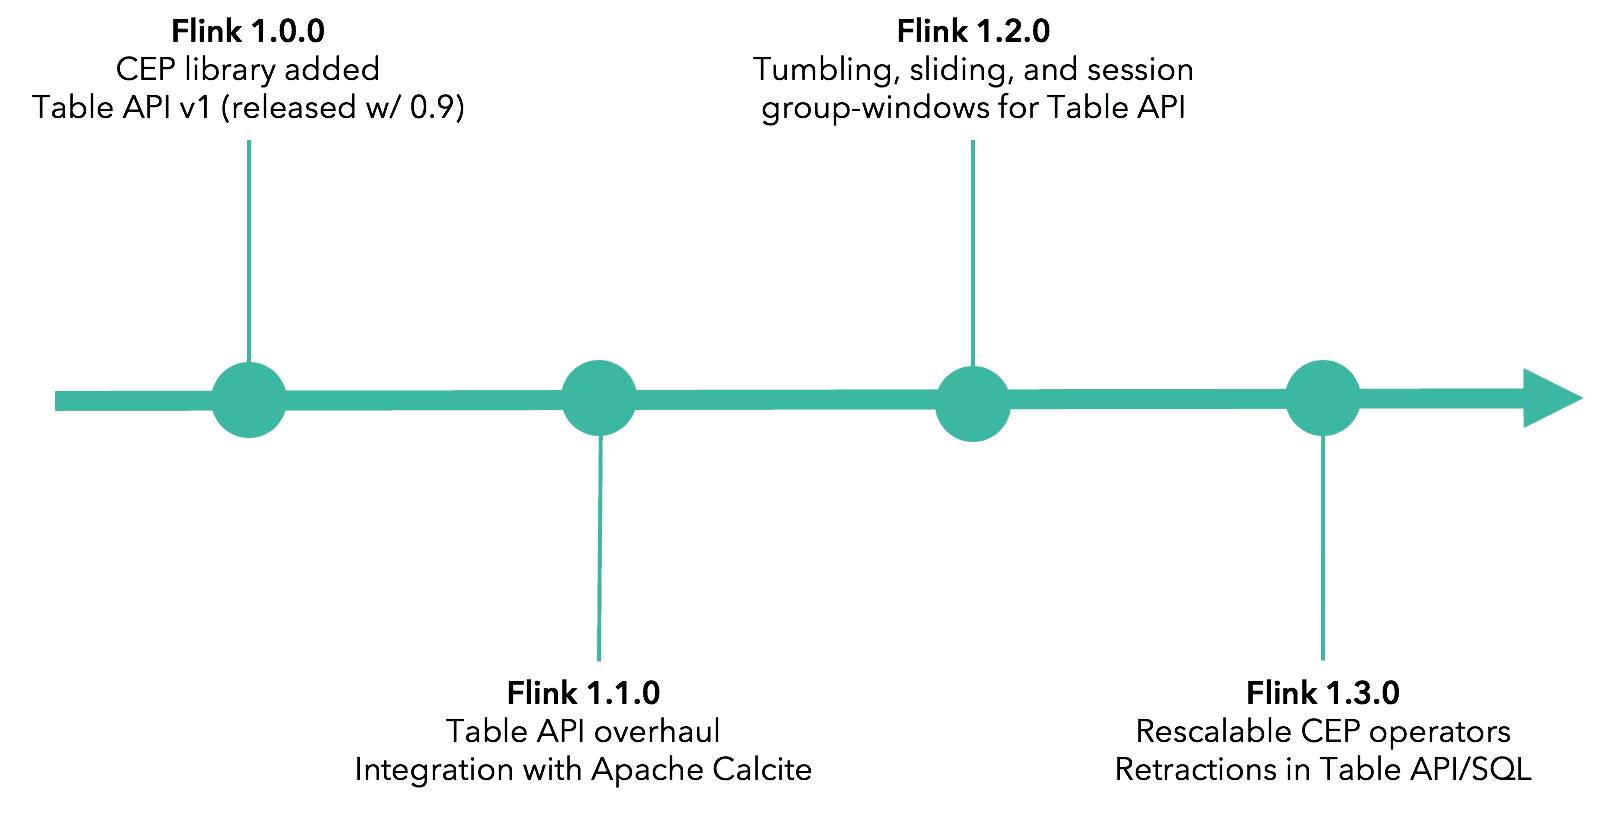 Flink 1.0.0
CEP library added
Table API v1 (released w/ 0.9)
Flink 1.2.0
Tumbling, sliding, and session
group-windows for Table API
Flink 1.1.0
Table API overhaul
Integration with Apache Calcite
Flink 1.3.0
Rescalable CEP operators
Retractions in Table API/SQL